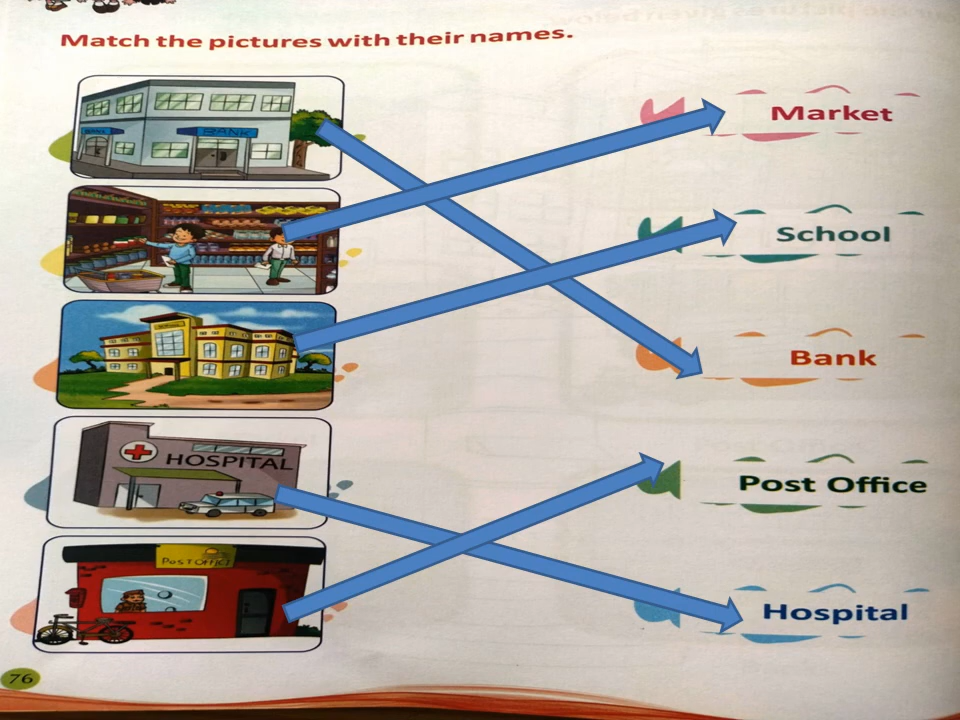 Match the pictures with their names.
BANK
BANK
Market
School
Bank
HOSPITAL
Post Office
POST OFFICE
Hospital
76